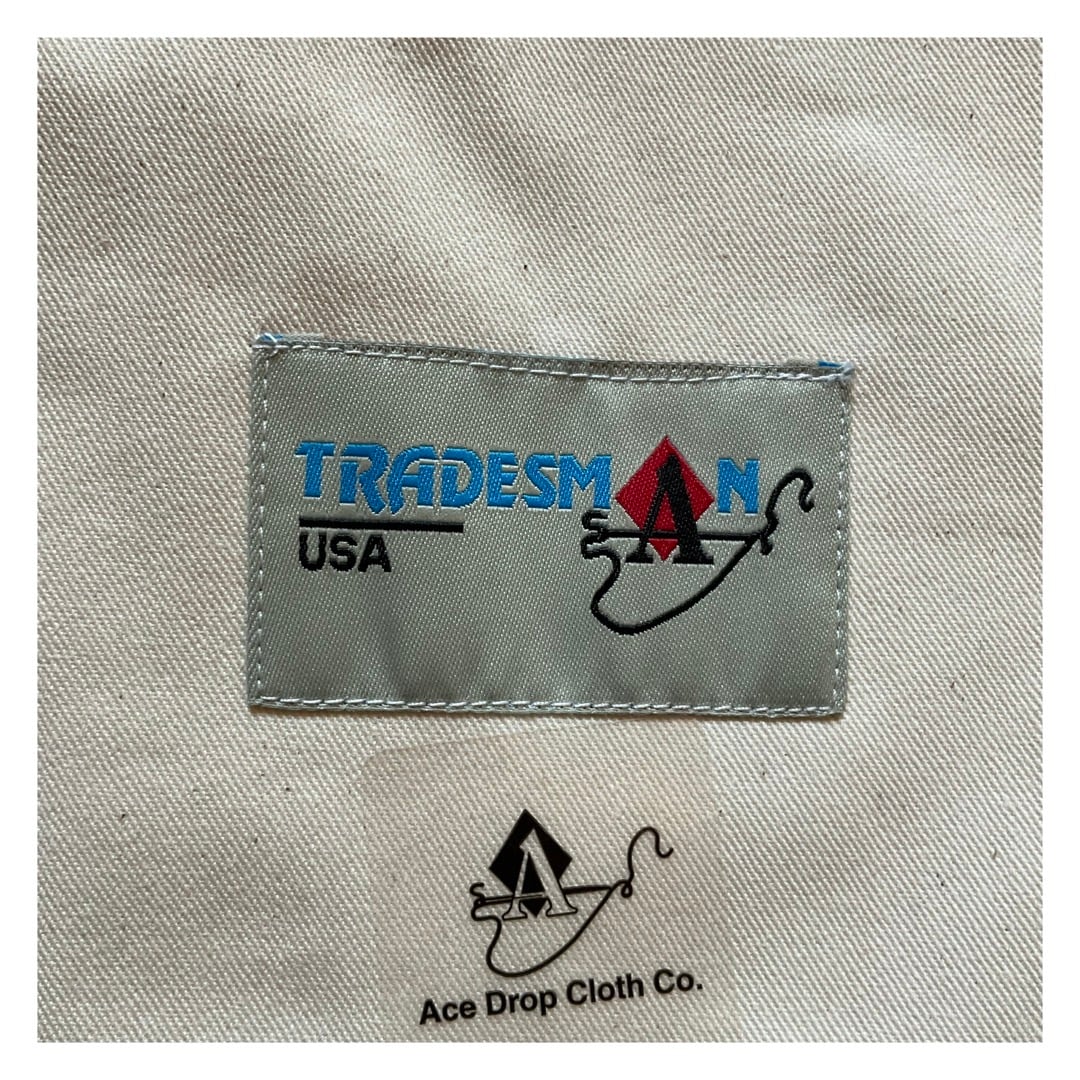 TRADESMAN
USA
A
Ace Drop Cloth Co.